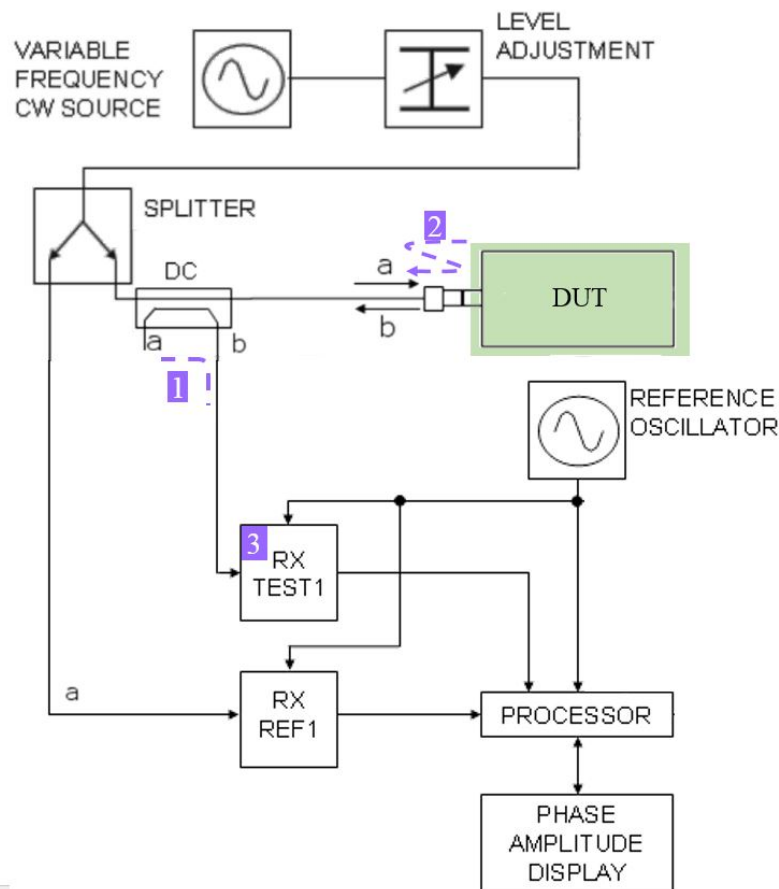 LEVEL
ADJUSTMENT
VARIABLE
FREQUENCY
CW SOURCE
SPLITTER
2
DC
a
DUT
b
a
b
1
REFERENCE
OSCILLATOR
3
RX
TEST1
a
RX
REF1
PROCESSOR
PHASE
AMPLITUDE
DISPLAY